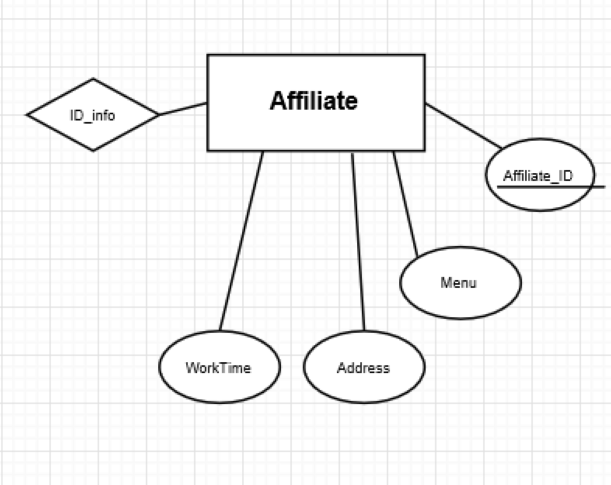 Affiliate
ID_info
Affiliate_ID
Menu
WorkTime
Address